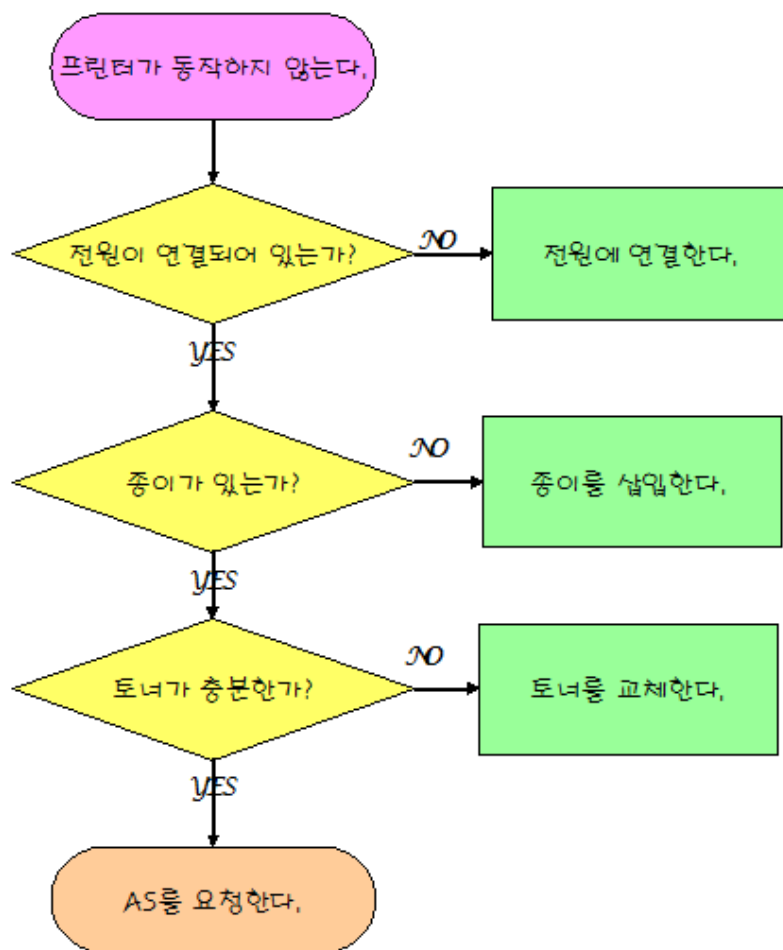 프린터가 동작하지 않는다.
전원이 연결되어 있는가?
NO
전원에 연결한다.
YES
종이가 있는가?
NO
종이를 삽입한다.
YES
토너가 충분한가?
NO
토너를 교체한다.
YES
AS를 요청한다.